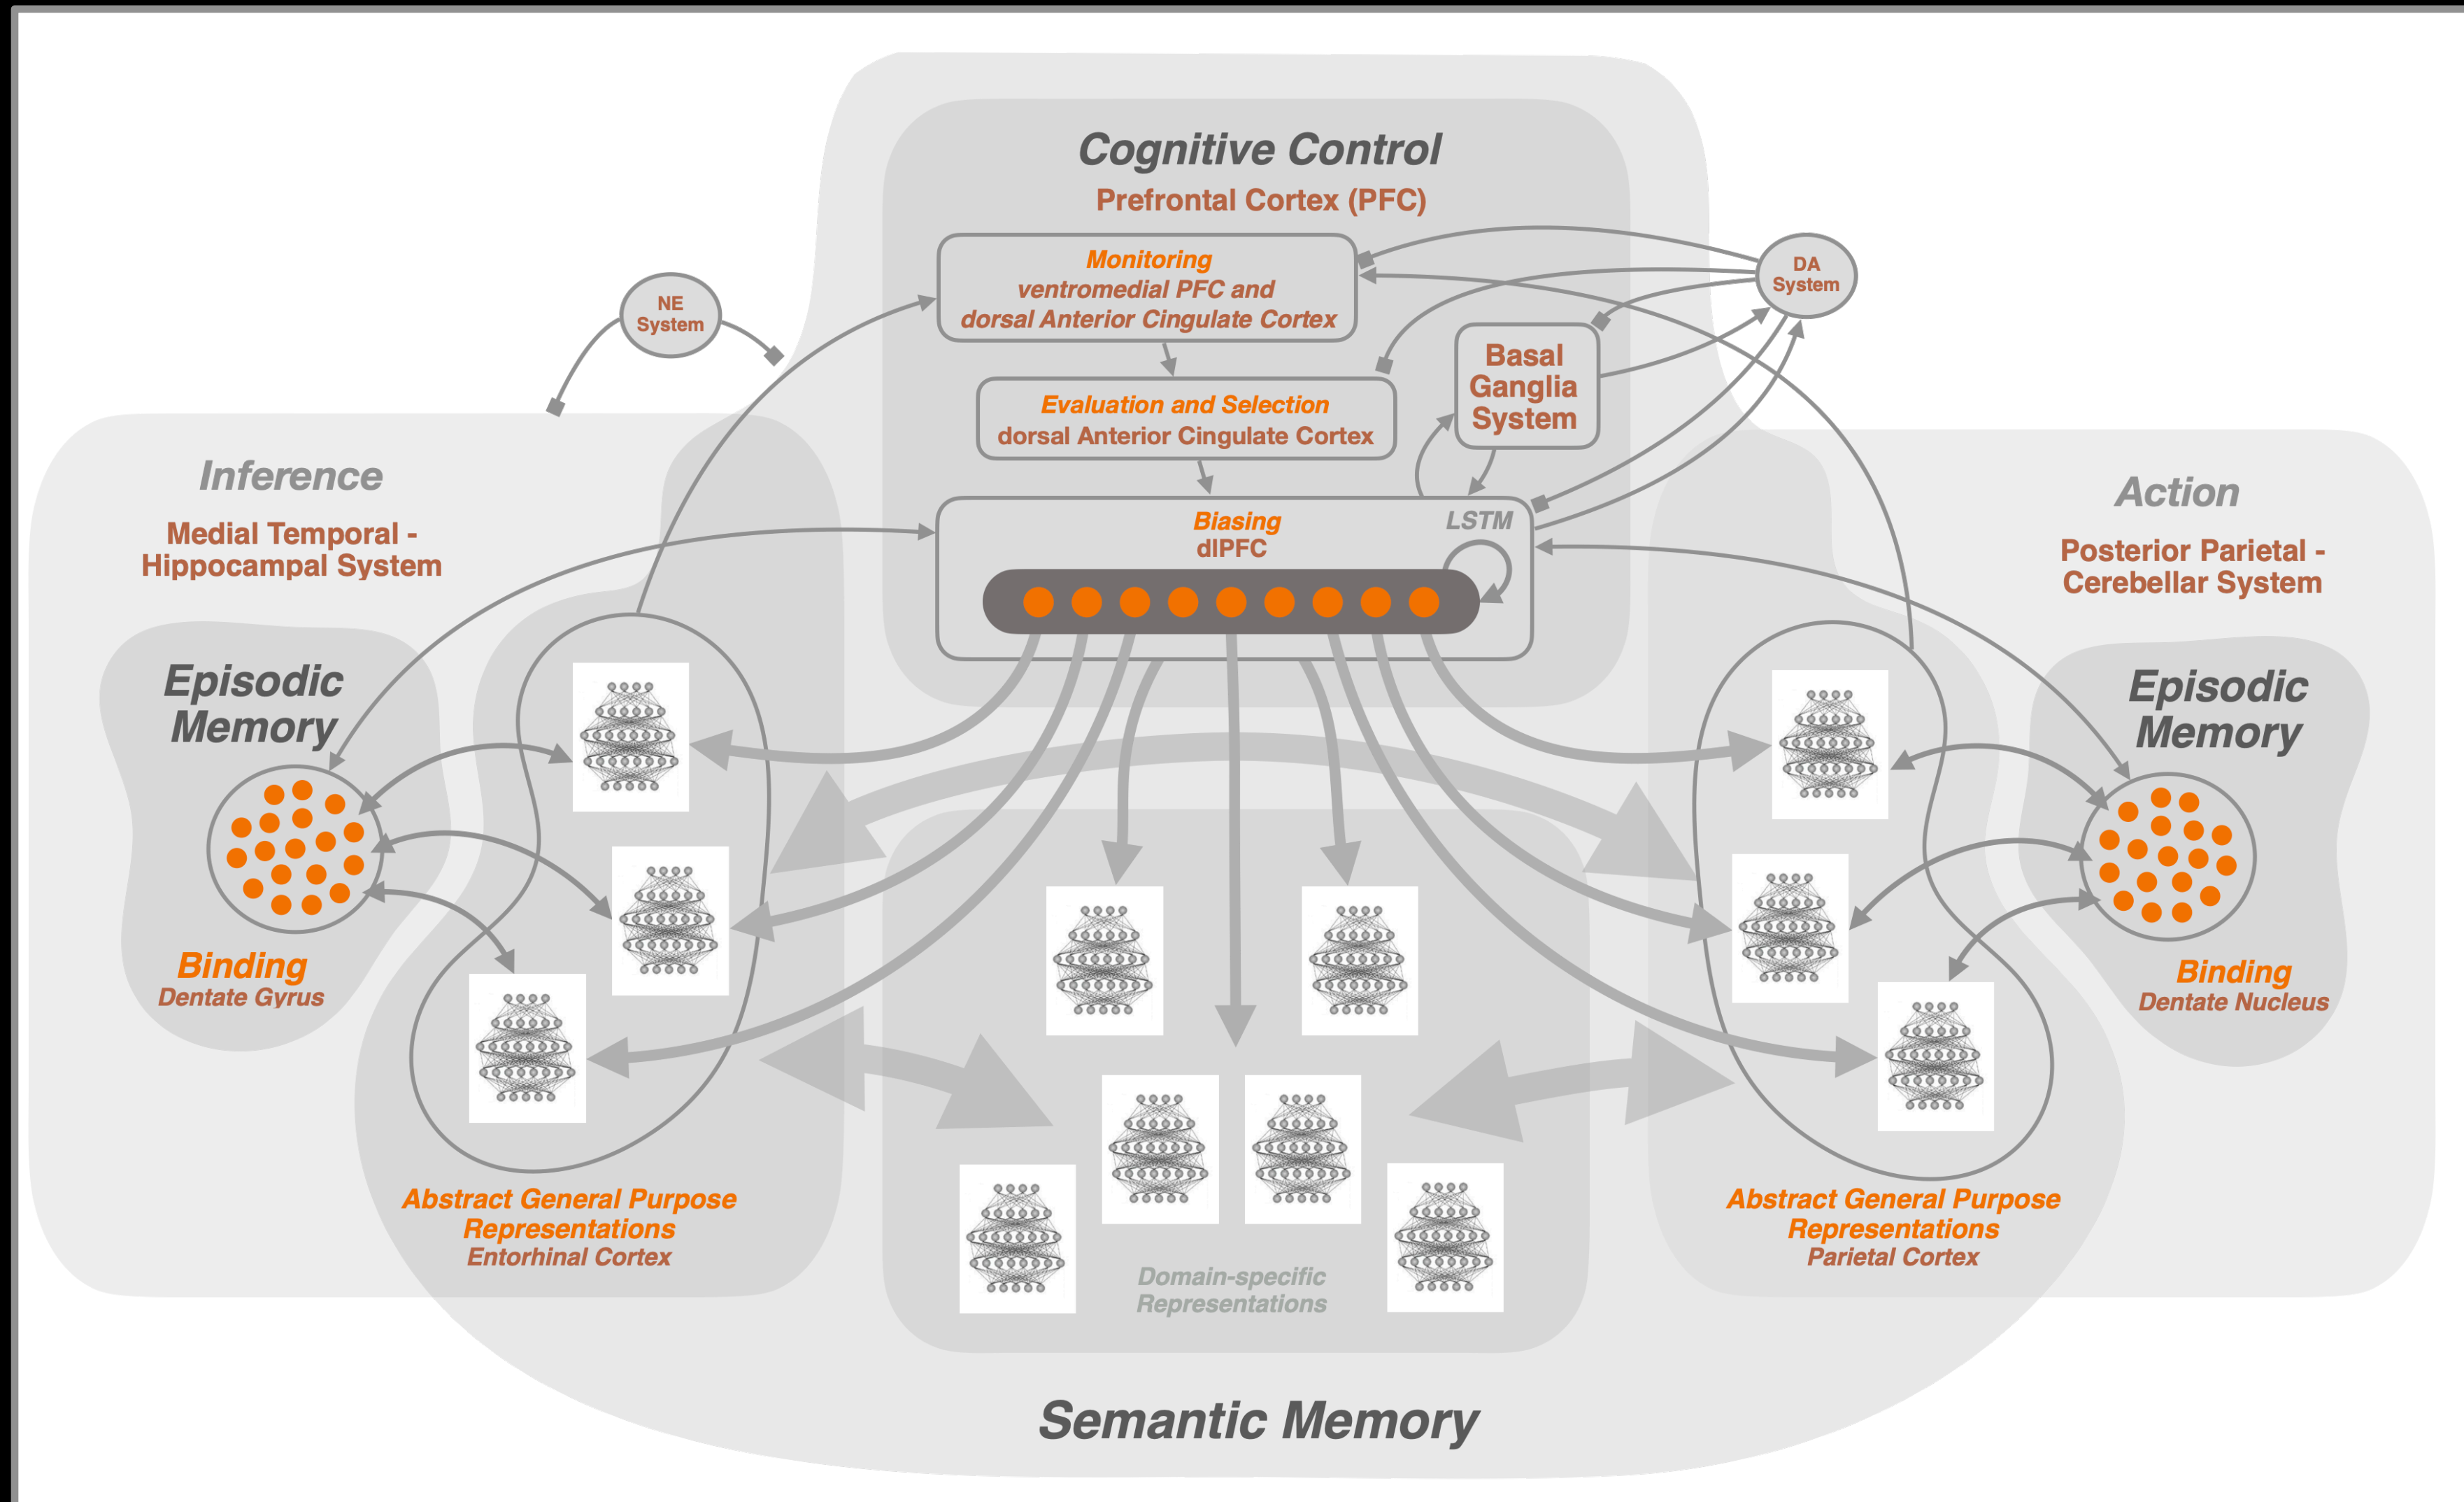 Cognitive Control
Prefrontal Cortex (PFC)
Monitoring
ventromedial PFC and
dorsal Anterior Cingulate Cortex
DA
System
NE
System
Basal
Ganglia
System
Evaluation and Selection
dorsal Anterior Cingulate Cortex
Inference
Medial Temporal -
Hippocampal System
Biasing
dlPFC
LSTM
Action
Posterior Parietal -
Cerebellar System
Episodic
Memory
Episodic
Memory
Binding
Dentate Gyrus
Binding
Dentate Nucleus
Abstract General Purpose
Representations
Entorhinal Cortex
Domain-specific
Representations
Abstract General Purpose
Representations
Parietal Cortex
Semantic Memory